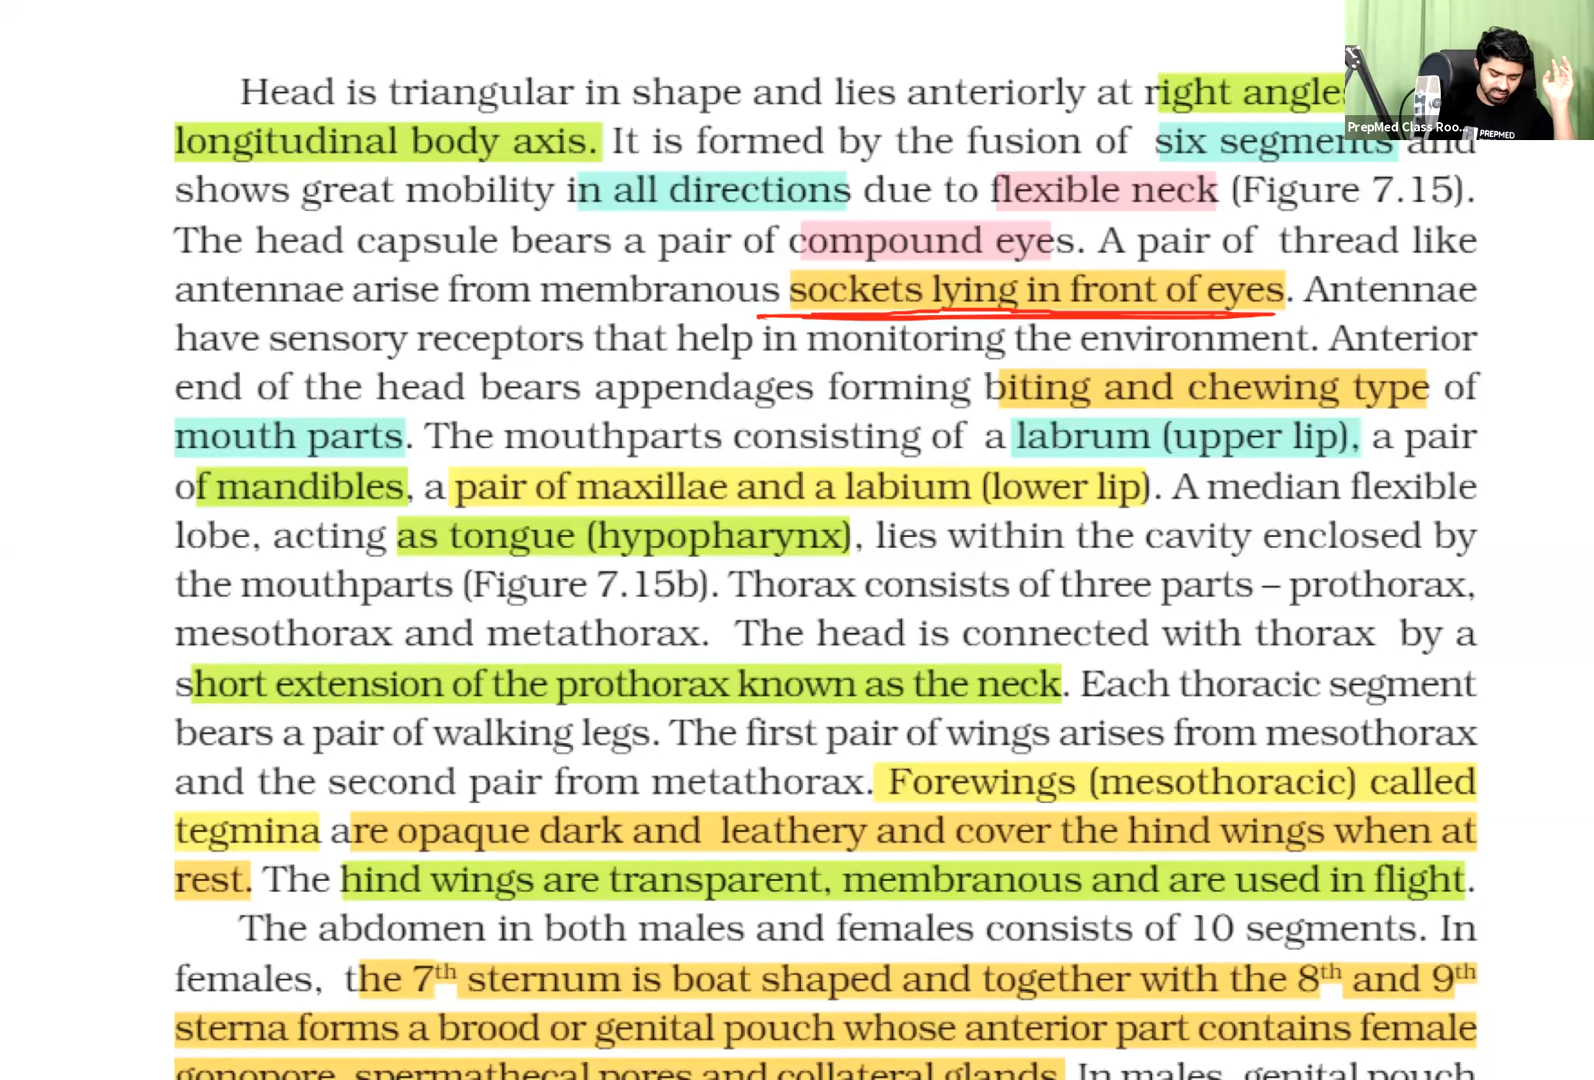 Head is triangular in shape and lies anteriorly at right angles
longitudinal body axis. It is formed by the fusion of six segments and
shows great mobility in all directions due to flexible neck (Figure 7.15).
The head capsule bears a pair of compound eyes. A pair of thread like
antennae arise from membranous sockets lying in front of eyes. Antennae
have sensory receptors that help in monitoring the environment. Anterior
end of the head bears appendages forming biting and chewing type of
mouth parts. The mouthparts consisting of a labrum (upper lip), a pair
of mandibles, a pair of maxillae and a labium (lower lip). A median flexible
lobe, acting as tongue (hypopharynx), lies within the cavity enclosed by
the mouthparts (Figure 7.15b). Thorax consists of three parts – prothorax,
mesothorax and metathorax. The head is connected with thorax by a
short extension of the prothorax known as the neck. Each thoracic segment
bears a pair of walking legs. The first pair of wings arises from mesothorax
and the second pair from metathorax. Forewings (mesothoracic) called
tegmina are opaque dark and leathery and cover the hind wings when at
rest. The hind wings are transparent, membranous and are used in flight.
The abdomen in both males and females consists of 10 segments. In
females, the 7th sternum is boat shaped and together with the 8th and 9th
sterna forms a brood or genital pouch whose anterior part contains female
gonopore, spermathecal pores and collateral glands. In males, genital pouch
PrepMed Class Roo...
PREPMED